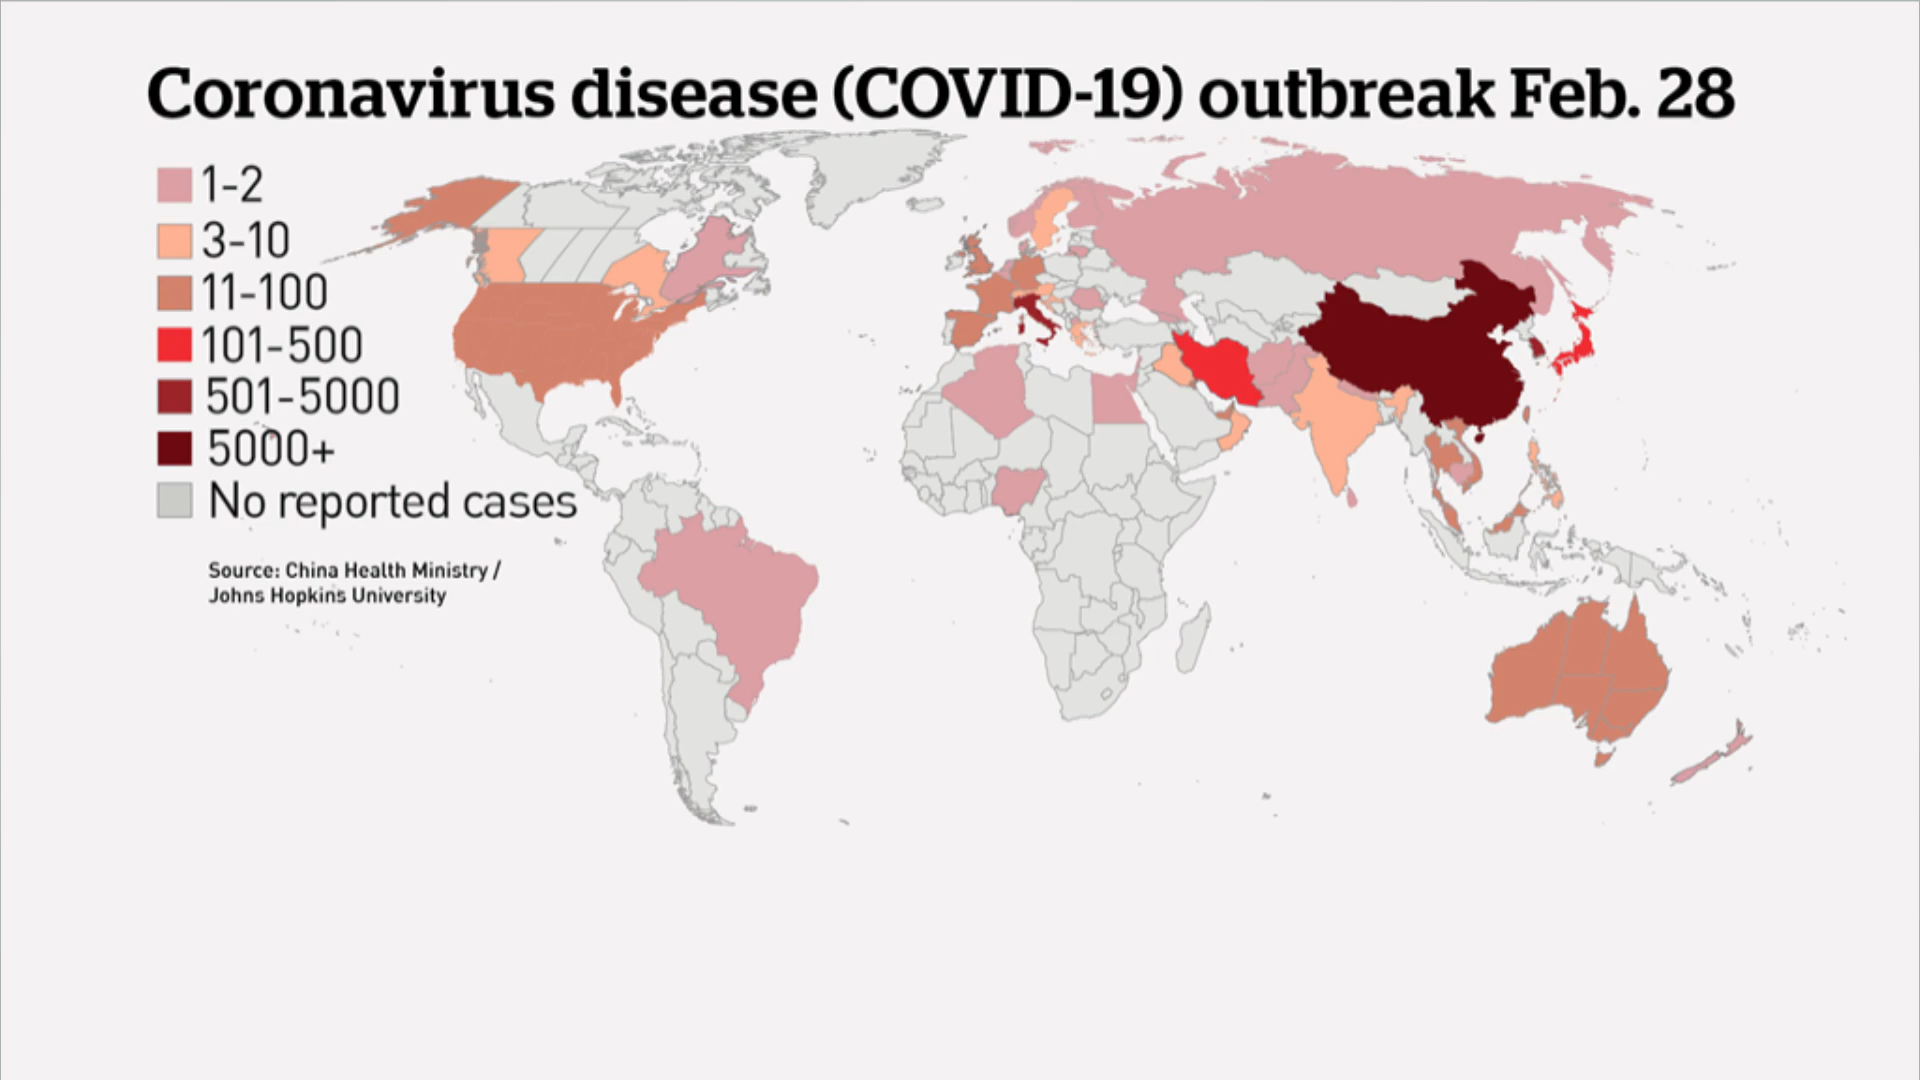 Coronavirus disease (COVID-19) outbreak Feb. 28
1-2
3-10
11-100
101-500
501-5000
5000+
No reported cases
Source: China Health Ministry /
Johns Hopkins University